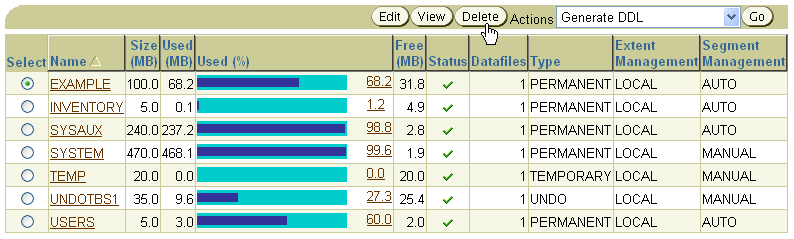 Edit View Delete Actions Generate DDL Go
Select Name Size (MB) Used (MB) Used (%) Free (MB) Status Datafiles Type Extent Management Segment Management
EXAMPLE 100.0 68.2 68.2 31.8 1 PERMANENT LOCAL AUTO
INVENTORY 5.0 0.1 1.2 4.9 1 PERMANENT LOCAL AUTO
SYSAUX 240.0 237.2 98.8 2.8 1 PERMANENT LOCAL AUTO
SYSTEM 470.0 468.1 99.6 1.9 1 PERMANENT LOCAL MANUAL
TEMP 20.0 0.0 0.0 20.0 1 TEMPORARY LOCAL MANUAL
UNDOTBS1 35.0 9.6 27.3 25.4 1 UNDO LOCAL MANUAL
USERS 5.0 3.0 60.0 2.0 1 PERMANENT LOCAL AUTO